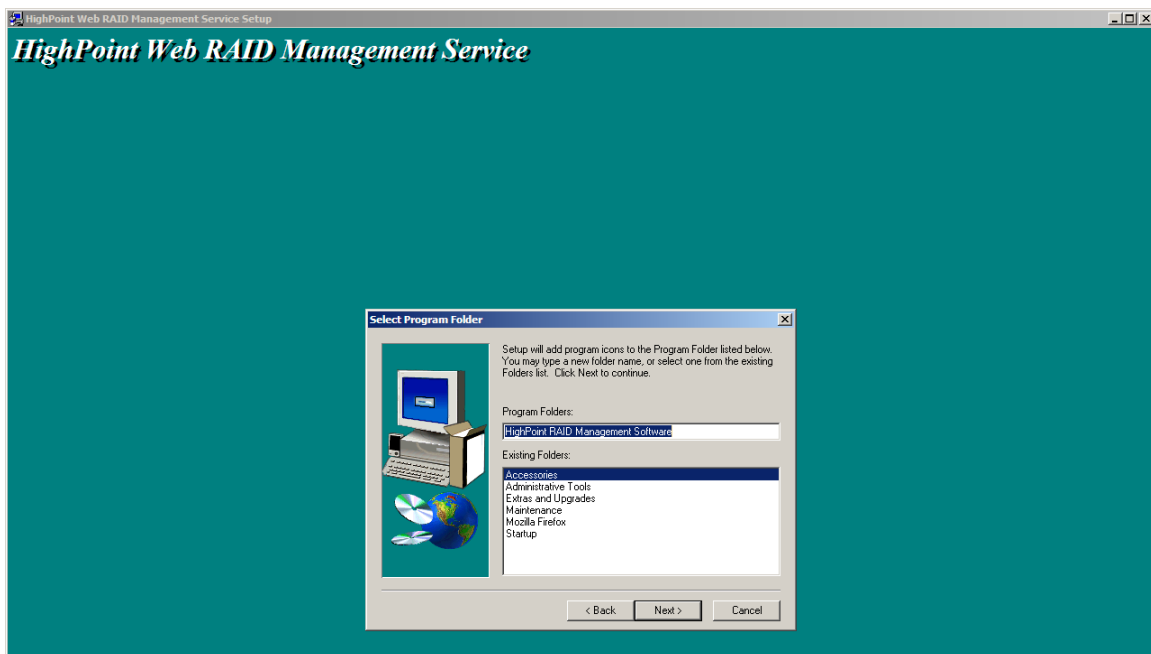 HighPoint Web RAID Management Service Setup
HighPoint Web RAID Management Service
Select Program Folder
Setup will add program icons to the Program Folder listed below.
You may type a new folder name, or select one from the existing
Folders list. Click Next to continue.
Program Folders:
HighPoint RAID Management Software
Existing Folders:
Accessories
Administrative Tools
Extras and Upgrades
Maintenance
Mozilla Firefox
Startup
< Back Next > Cancel